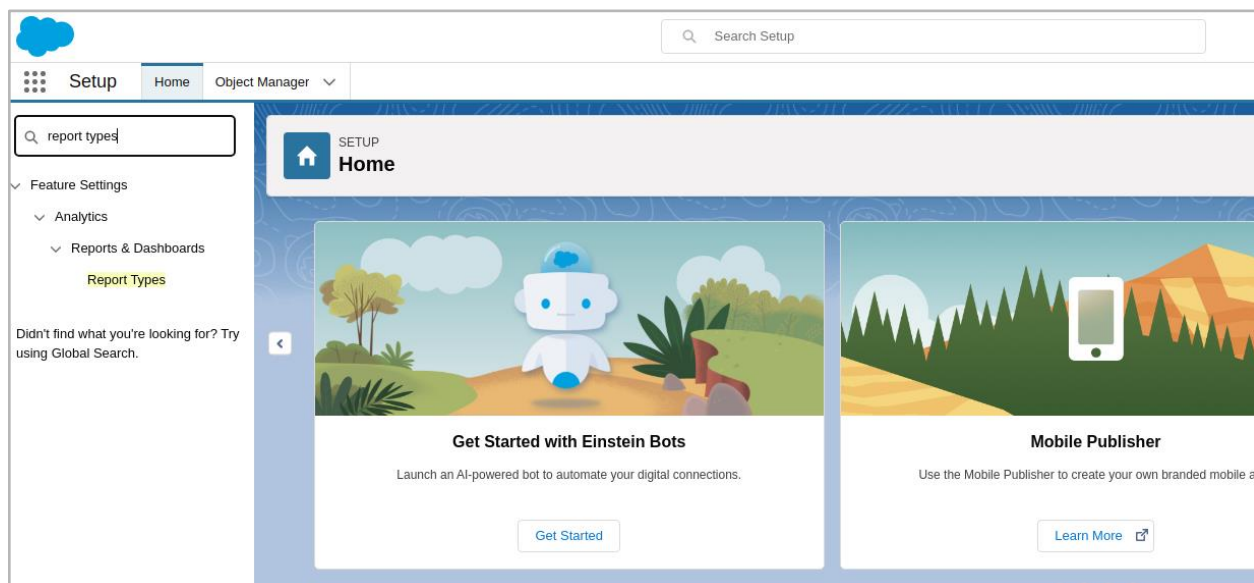 Search Setup
Setup
Home
Object Manager
report types
Feature Settings
Analytics
Reports & Dashboards
Report Types
Didn't find what you're looking for? Try
using Global Search.
SETUP
Home
Get Started with Einstein Bots
Launch an AI-powered bot to automate your digital connections.
Get Started
Mobile Publisher
Use the Mobile Publisher to create your own branded mobile a
Learn More